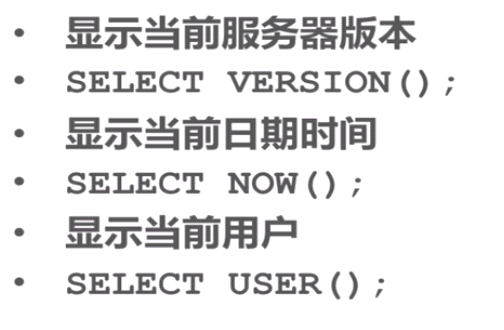 • 显示当前服务器版本
• SELECT VERSION();
• 显示当前日期时间
• SELECT NOW();
• 显示当前用户
• SELECT USER();